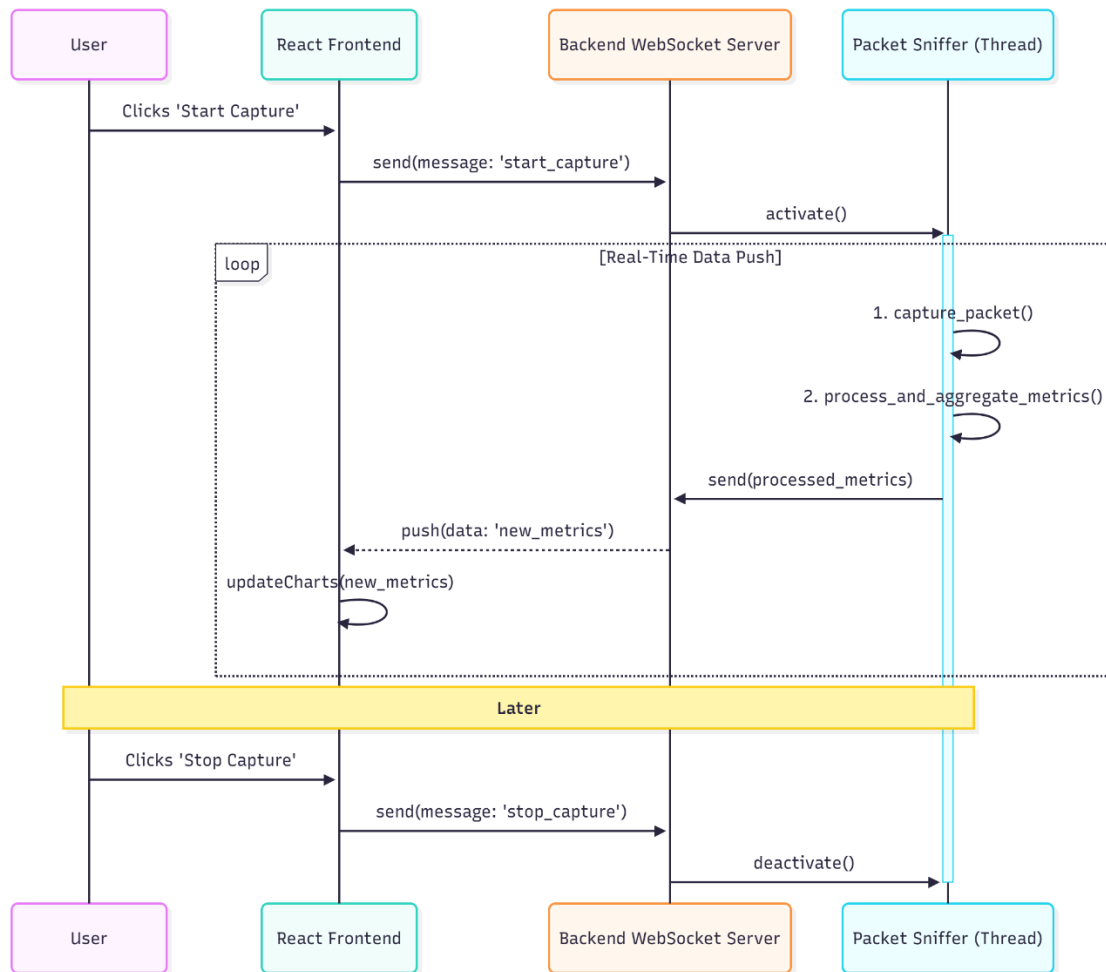 User
React Frontend
Backend WebSocket Server
Packet Sniffer (Thread)
Clicks 'Start Capture'
send(message: 'start_capture')
activate()
loop
[Real-Time Data Push]
1. capture_packet()
2. process_and_aggregate_metrics()
send(processed_metrics)
push(data: 'new_metrics')
updateCharts(new_metrics)
Later
Clicks 'Stop Capture'
send(message: 'stop_capture')
deactivate()
User
React Frontend
Backend WebSocket Server
Packet Sniffer (Thread)